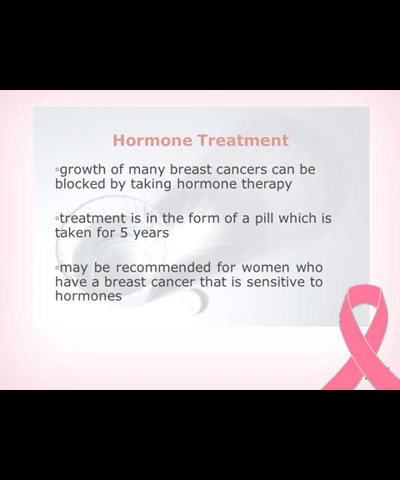 Hormone Treatment
◦growth of many breast cancers can be
blocked by taking hormone therapy
◦treatment is in the form of a pill which is
taken for 5 years
◦may be recommended for women who
have a breast cancer that is sensitive to
hormones